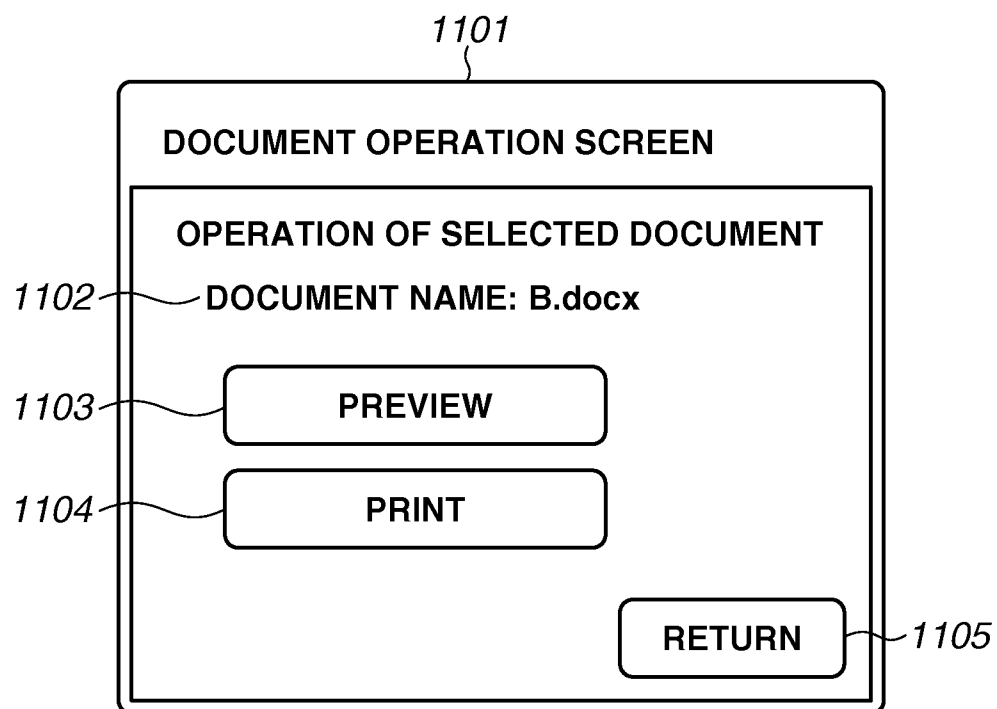 1101
DOCUMENT OPERATION SCREEN
OPERATION OF SELECTED DOCUMENT
1102 DOCUMENT NAME: B.docx
1103 PREVIEW
1104 PRINT
RETURN 1105